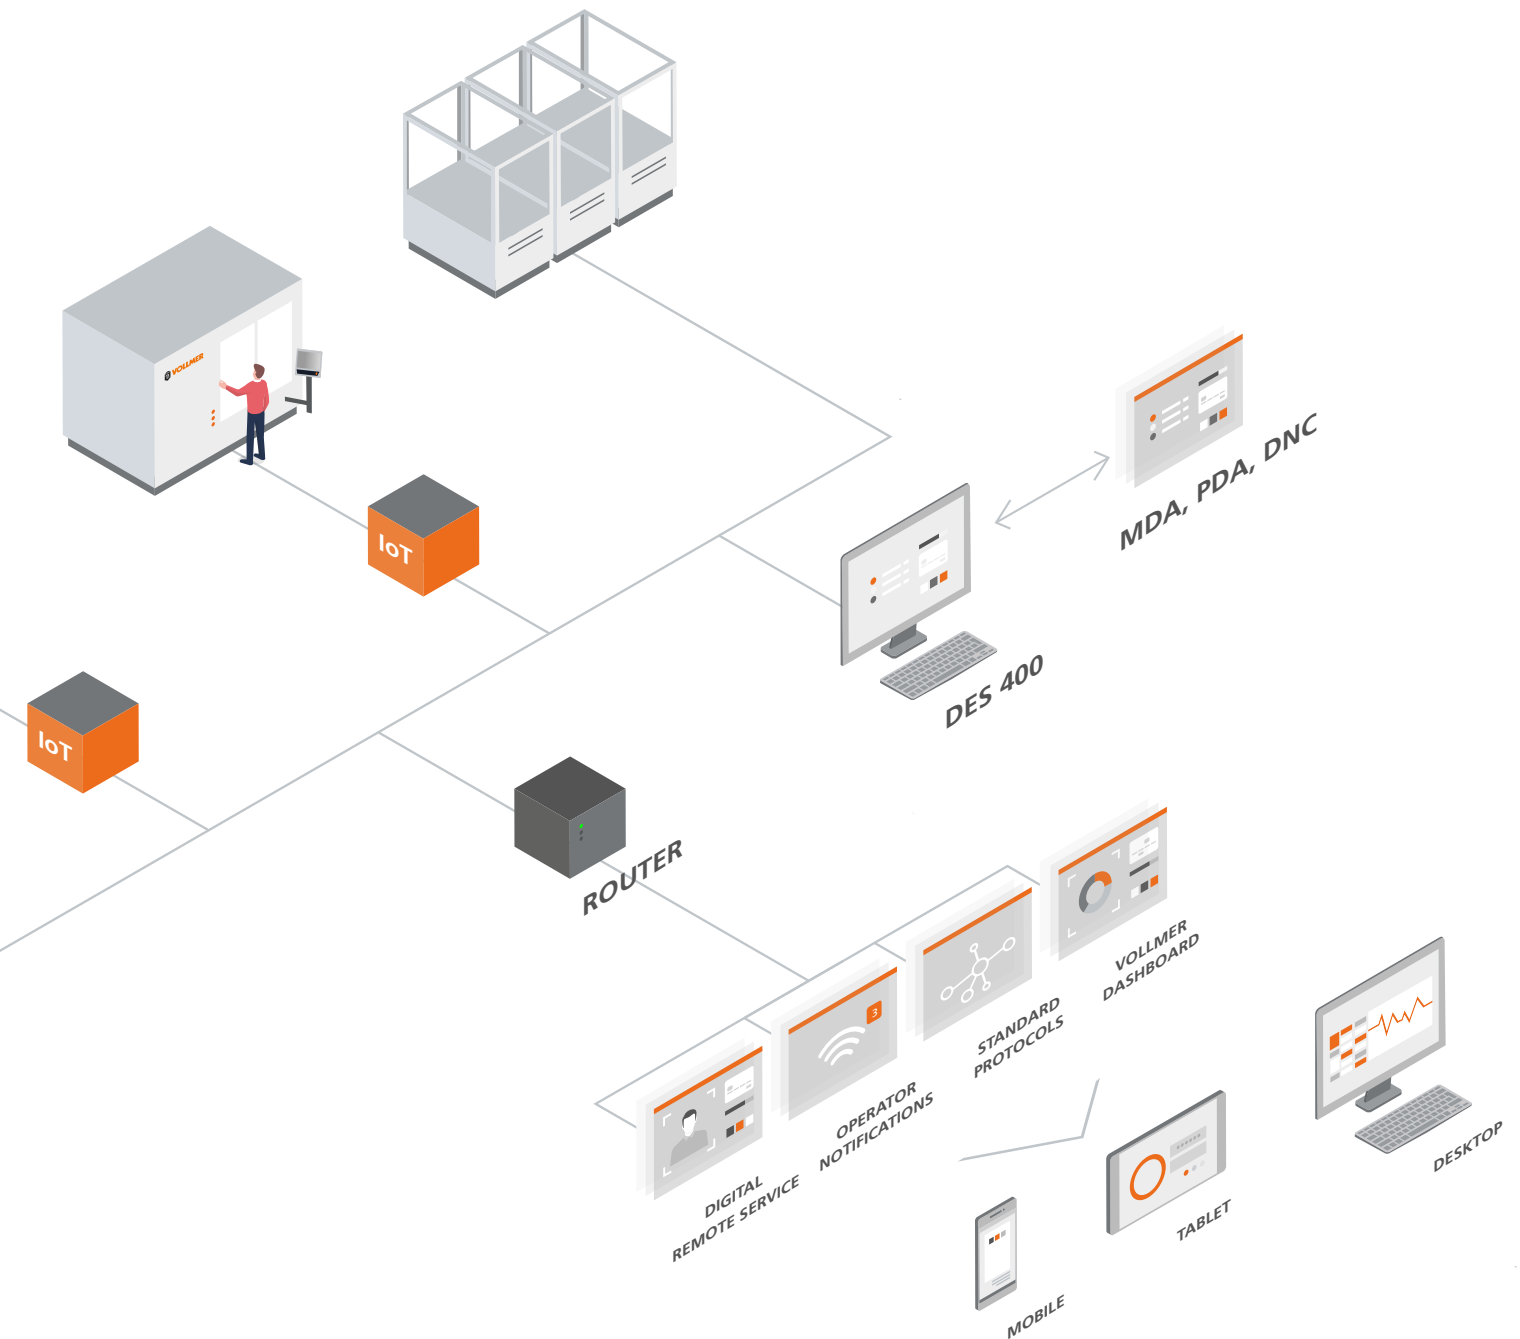 VOLLMER
IoT
MDA, PDA, DNC
DES 400
IoT
ROUTER
VOLLMER
DASHBOARD
3
STANDARD
PROTOCOLS
OPERATOR
NOTIFICATIONS
DIGITAL
REMOTE SERVICE
DESKTOP
TABLET
MOBILE